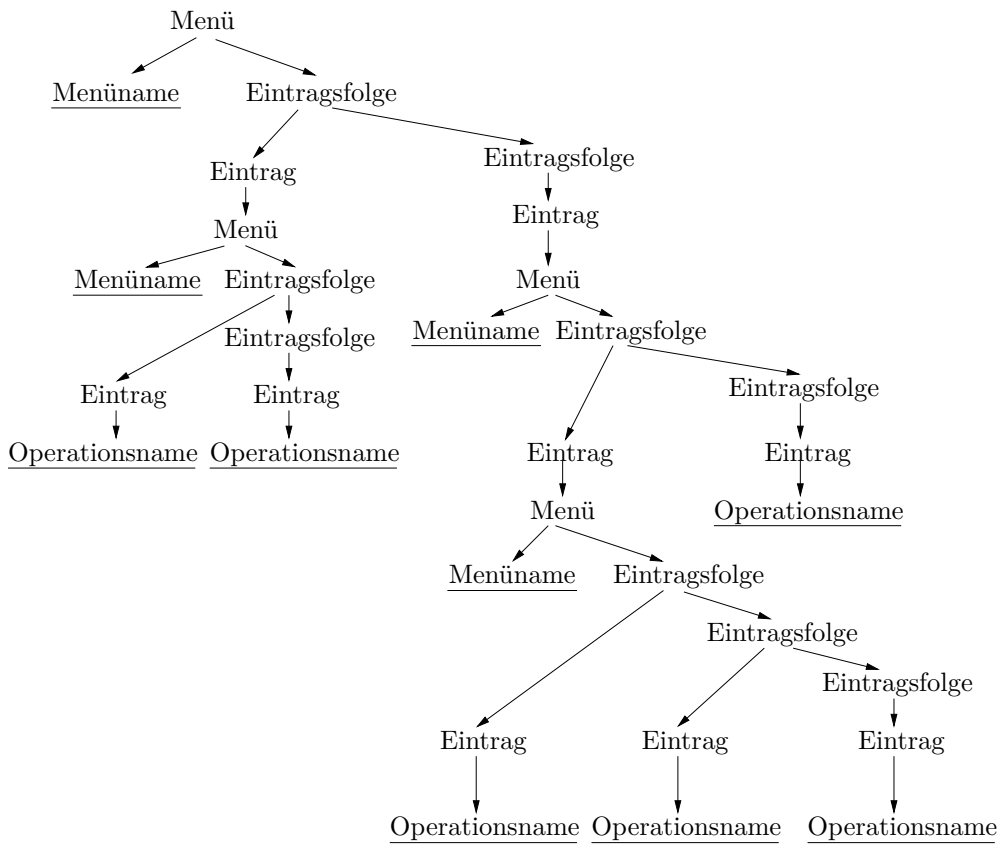 Menü
Menüname Eintragsfolge
Eintragsfolge
Eintrag
Eintrag
Menü
Menüname Eintragsfolge
Menü
Eintragsfolge
Menüname Eintragsfolge
Eintrag Eintrag
Eintragsfolge
Operationsname Operationsname
Eintrag Eintrag
Menü
Operationsname
Menüname Eintragsfolge
Eintragsfolge
Eintragsfolge
Eintrag Eintrag Eintrag
Operationsname Operationsname Operationsname